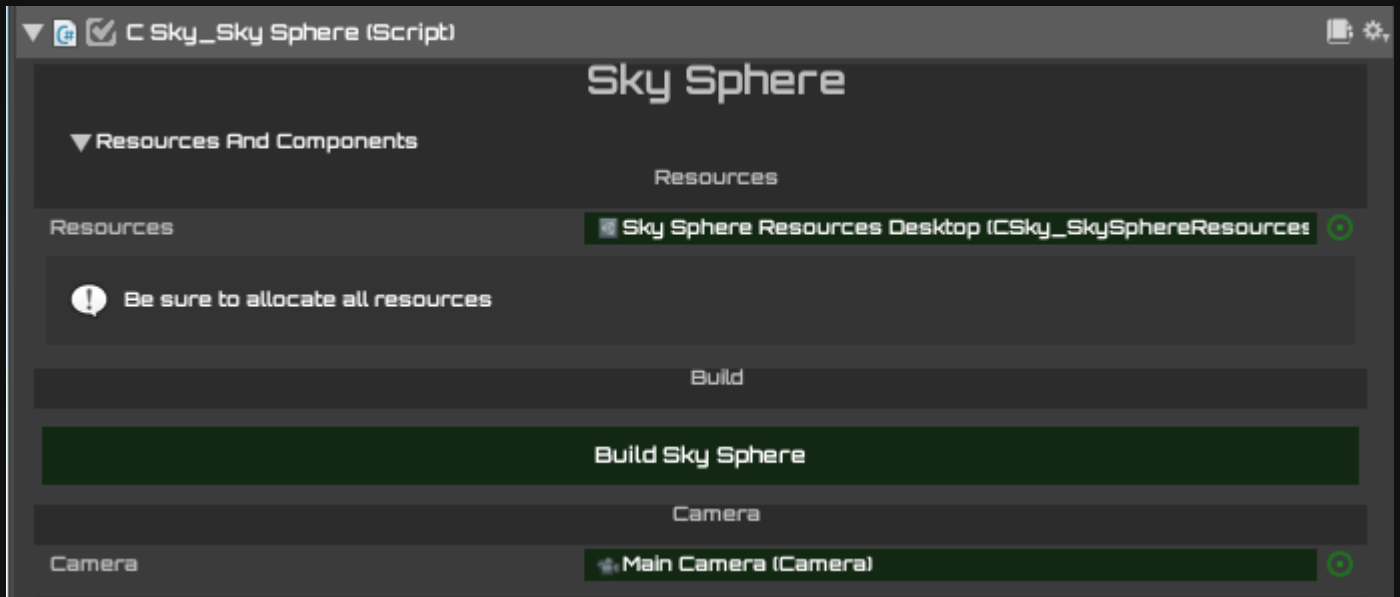 C Sky_Sky Sphere (Script)
Sky Sphere
Resources And Components
Resources
Resources Sky Sphere Resources Desktop (CSky_SkySphereResources
Be sure to allocate all resources
Build
Build Sky Sphere
Camera
Camera Main Camera (Camera)